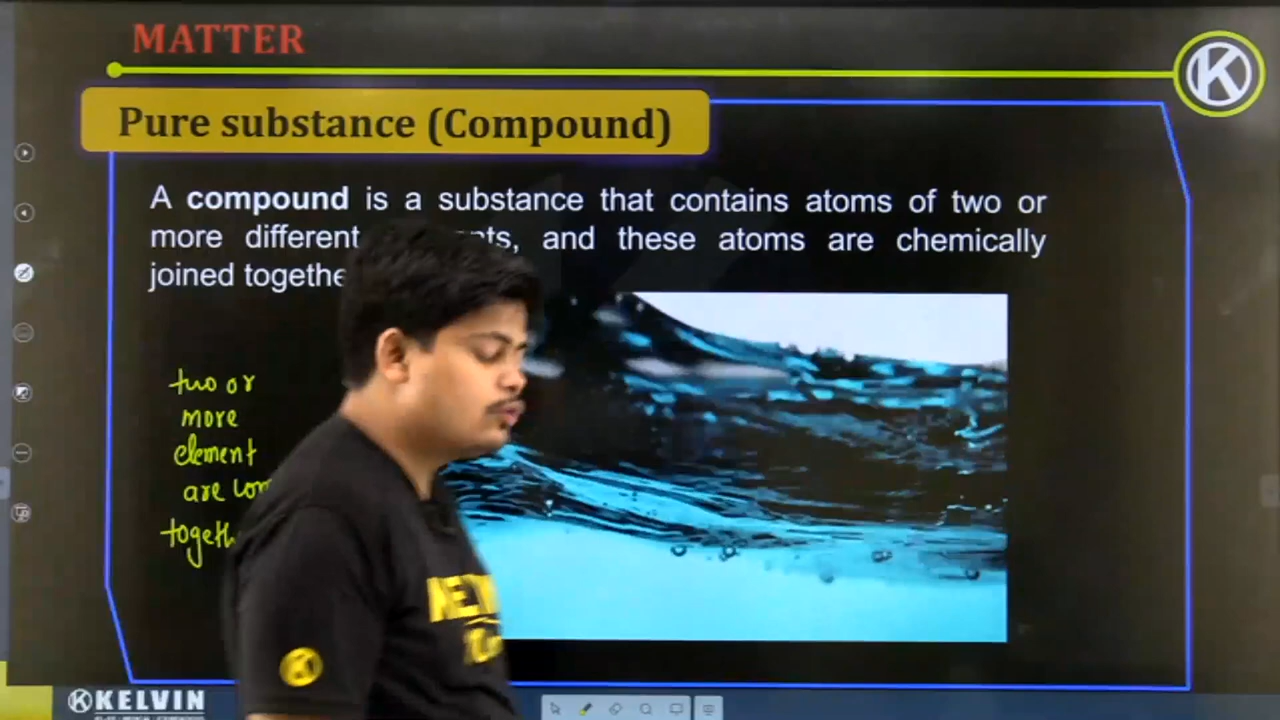 MATTER
K
Pure substance (Compound)
A compound is a substance that contains atoms of two or
more different , and these atoms are chemically
joined
two or
more
element
are
KELVIN